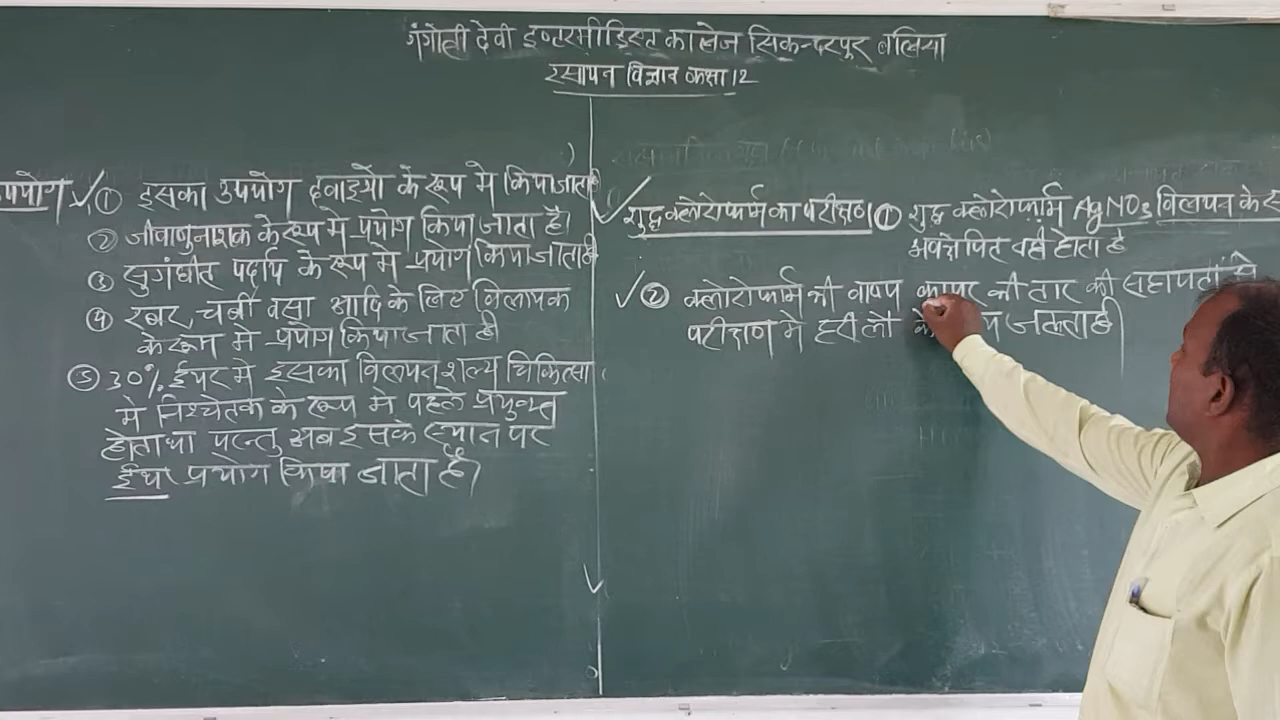 गंगोत्री देवी इण्टरमीडिएट कालेज सिकन्दरपुर बलिया
रसायन विज्ञान कक्षा 12
उपयोग ① इसका उपयोग दवाइयों के रूप में किया जाता है
② जीवाणुनाशक के रूप में प्रयोग किया जाता है।
③ सुगंधित पदार्थ के रूप में प्रयोग किया जाता है
④ रबर, चर्बी वसा आदि के लिए विलायक
के रूप में प्रयोग किया जाता है
⑤ 30% ईथर में इसका विलयन शल्य चिकित्सा
में निश्चेतक के रूप में पहले प्रयुक्त
होता था परन्तु अब इसके स्थान पर
ईथर प्रयोग किया जाता है।
शुद्ध क्लोरोफार्म का परीक्षण ① शुद्ध क्लोरोफार्म AgNO3 विलयन के
अवक्षेपित नहीं होता है
② क्लोरोफार्म की वाष्प कापर की तार की सहायता से
परीक्षण में हरी लौ के जलता है